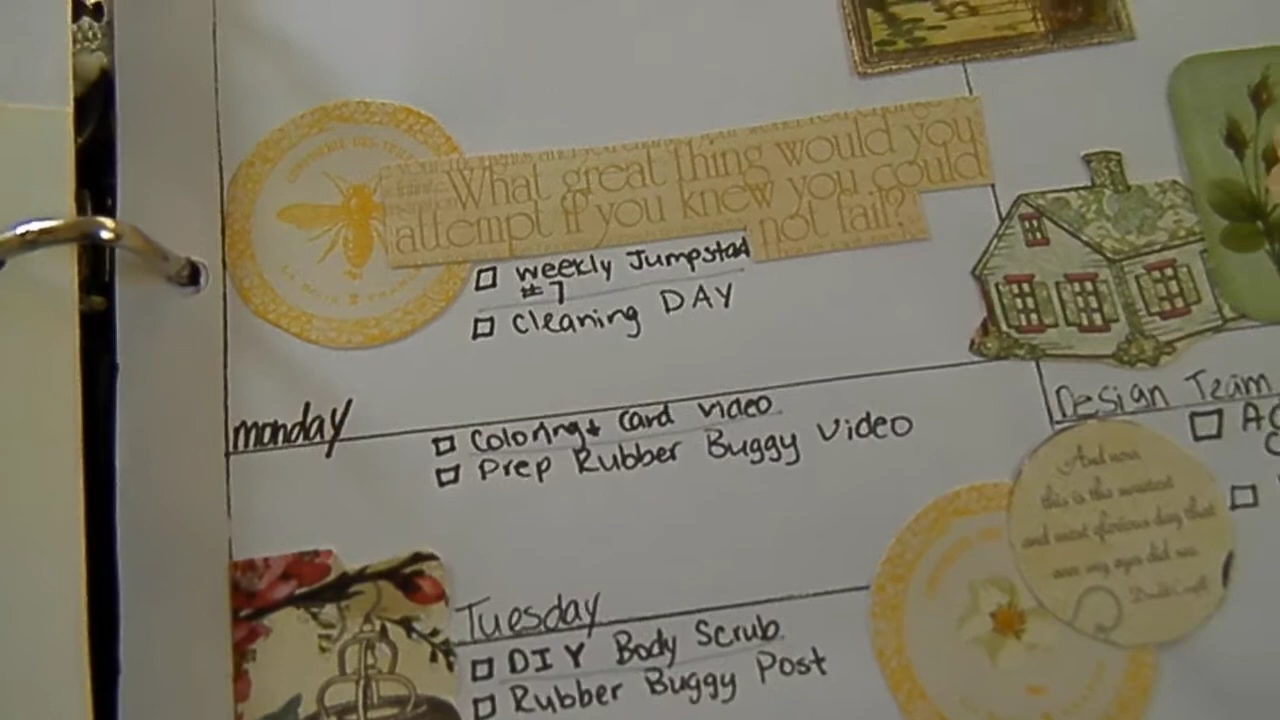 What great thing would you
attempt if you knew you could
not fail?
weekly Jumpstart
#7
Cleaning DAY
monday
Coloring + Card video
Prep Rubber Buggy Video
Design Team
And now
this is the sweetest
and most glorious day that
ever my eyes did see
Tuesday
DIY Body Scrub
Rubber Buggy Post